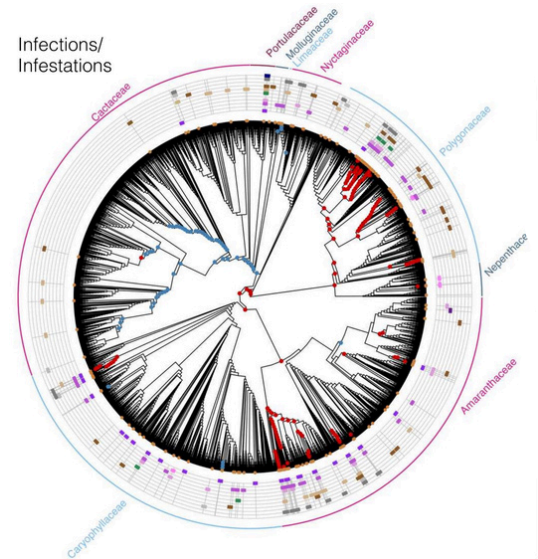 Infections/
Infestations
Portulacaceae
Molluginaceae
Limeaceae
Nyctaginaceae
Cactaceae
Polygonaceae
Nepenthace
Amaranthaceae
Caryophyllaceae